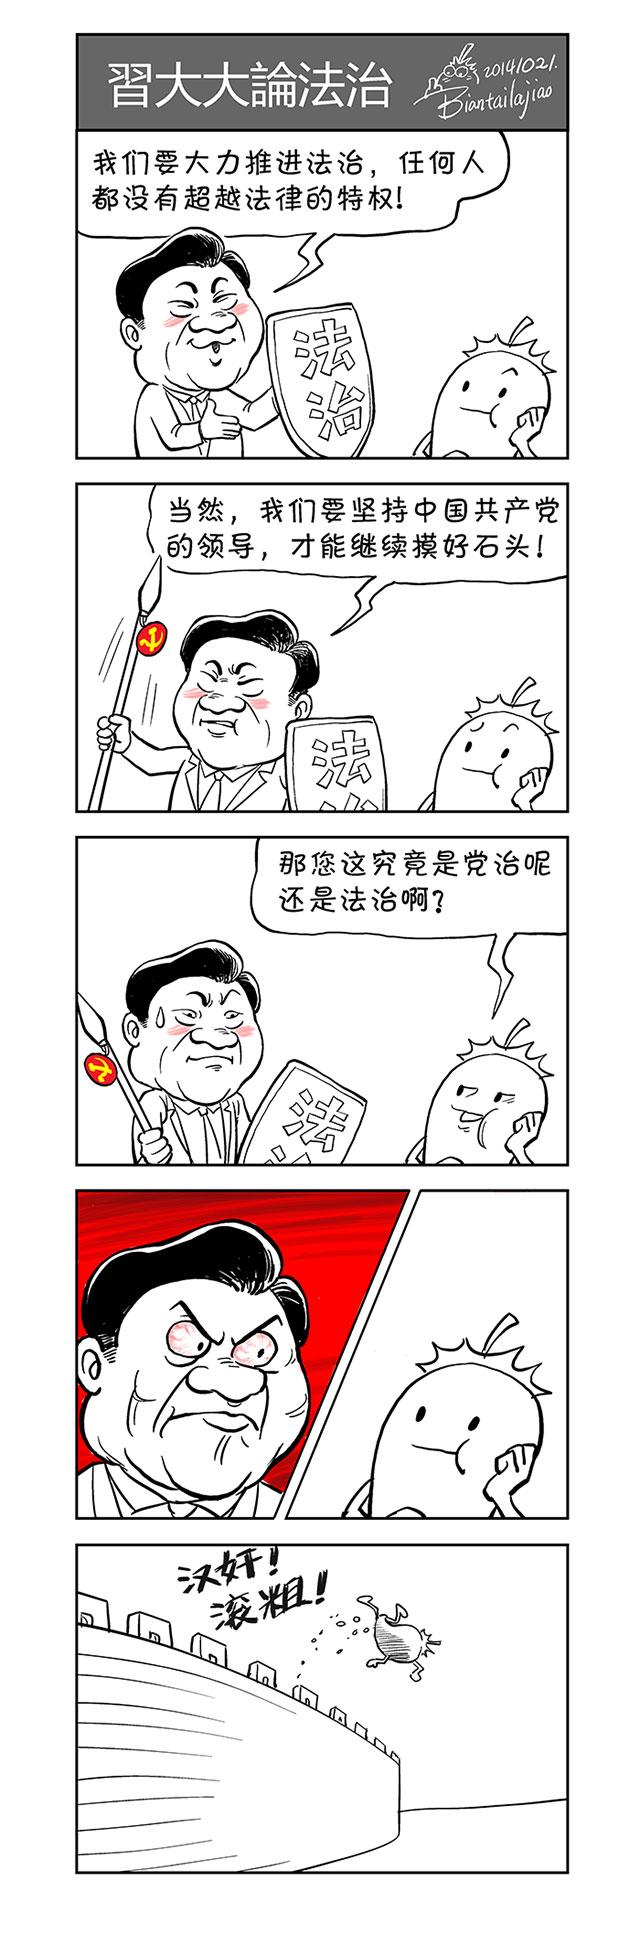 習大大論法治
20141021.
Biantailajiao
我们要大力推进法治，任何人
都没有超越法律的特权！
法
治
当然，我们要坚持中国共产党
的领导，才能继续摸好石头！
法
治
那您这究竟是党治呢
还是法治啊？
法
治
汉奸！
滚粗！